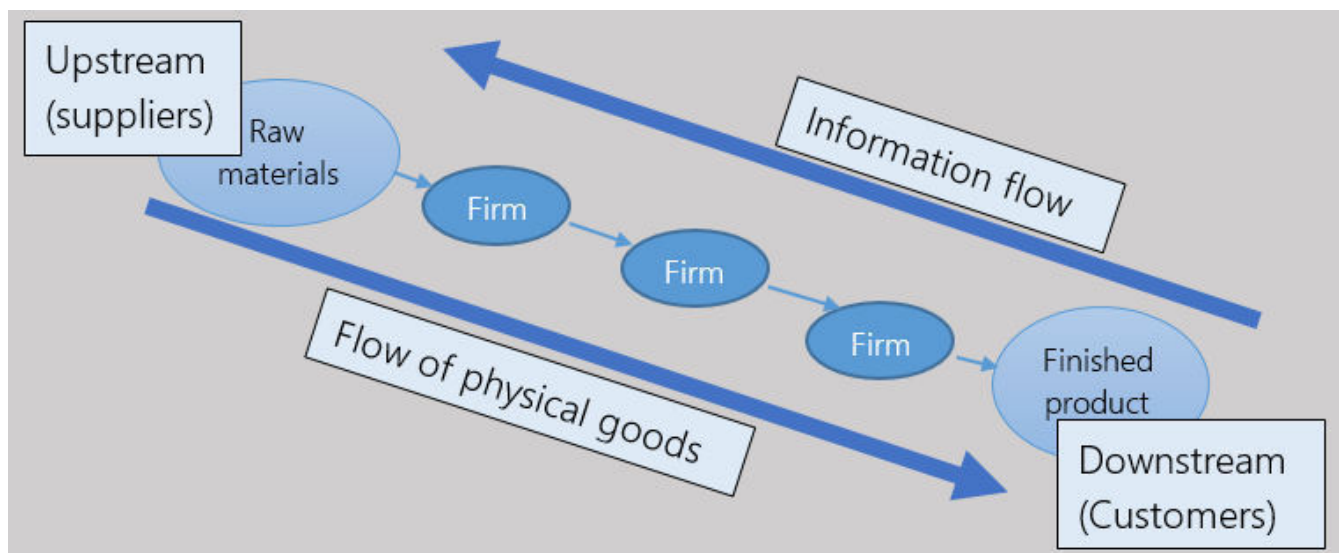 Upstream
(suppliers)
Raw
materials
Information flow
Firm
Firm
Firm
Flow of physical goods
Finished
product
Downstream
(Customers)